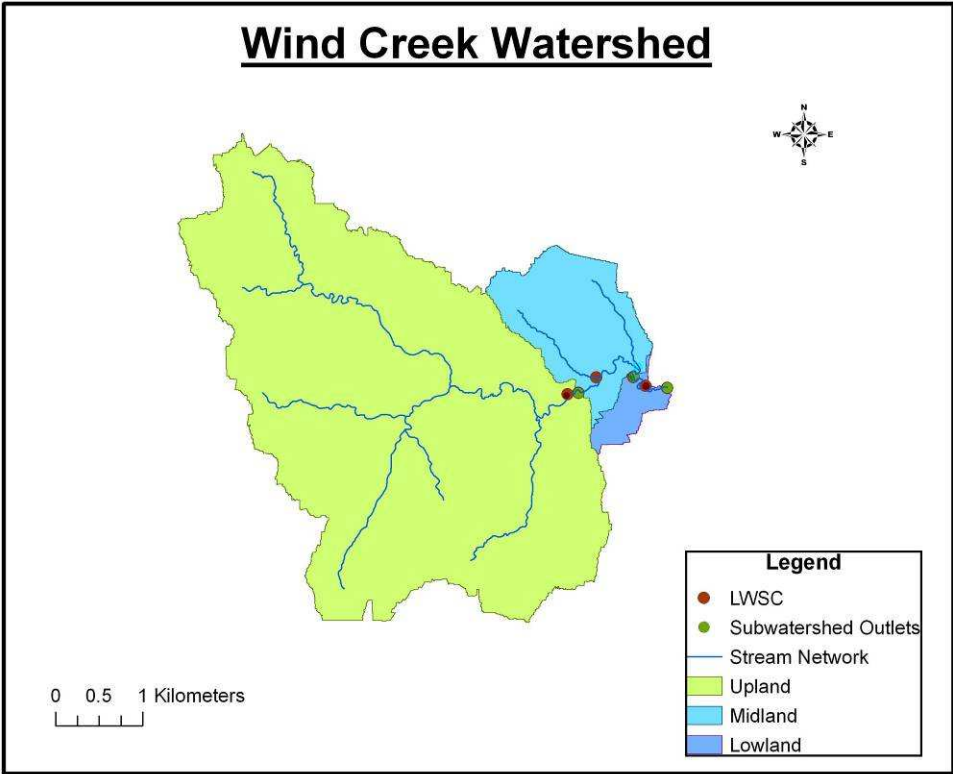 Wind Creek Watershed
N
W E
S
Legend
LWSC
Subwatershed Outlets
Stream Network
Upland
Midland
Lowland
0 0.5 1 Kilometers